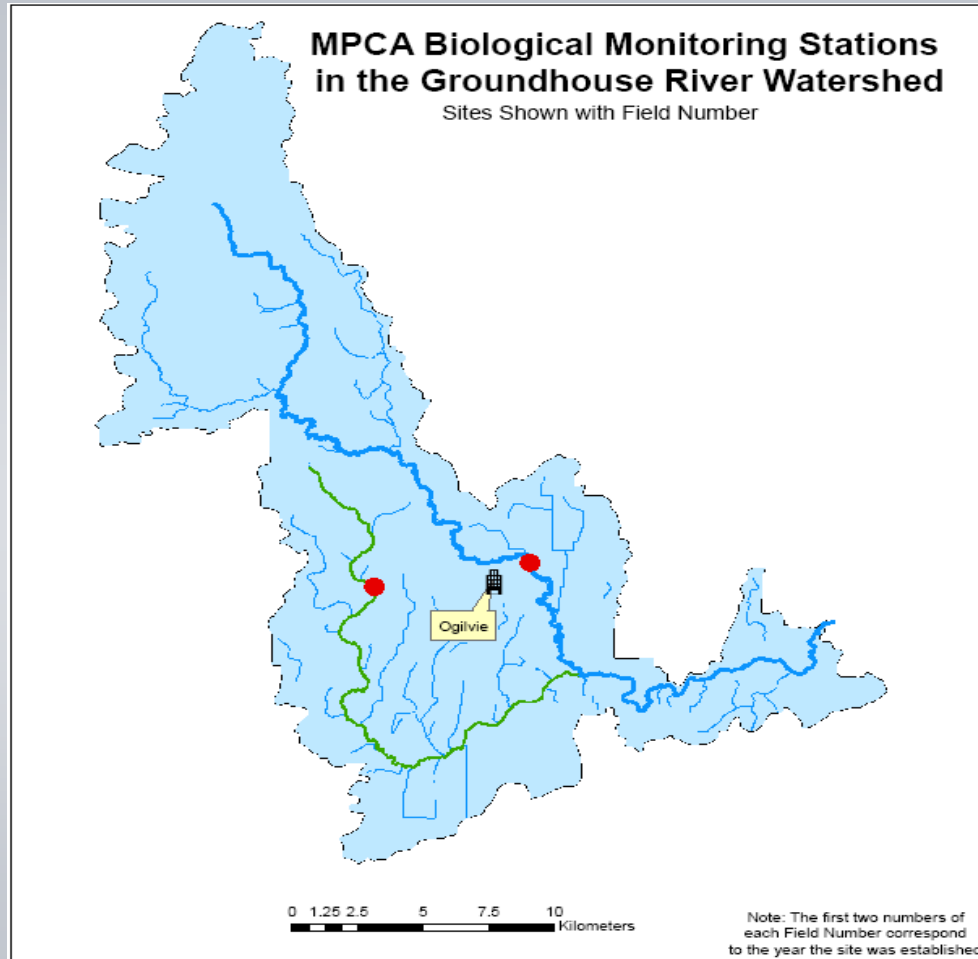 MPCA Biological Monitoring Stations
in the Groundhouse River Watershed
Sites Shown with Field Number
Ogilvie
0 1.25 2.5 5 7.5 10
Kilometers
Note: The first two numbers of
each Field Number correspond
to the year the site was established